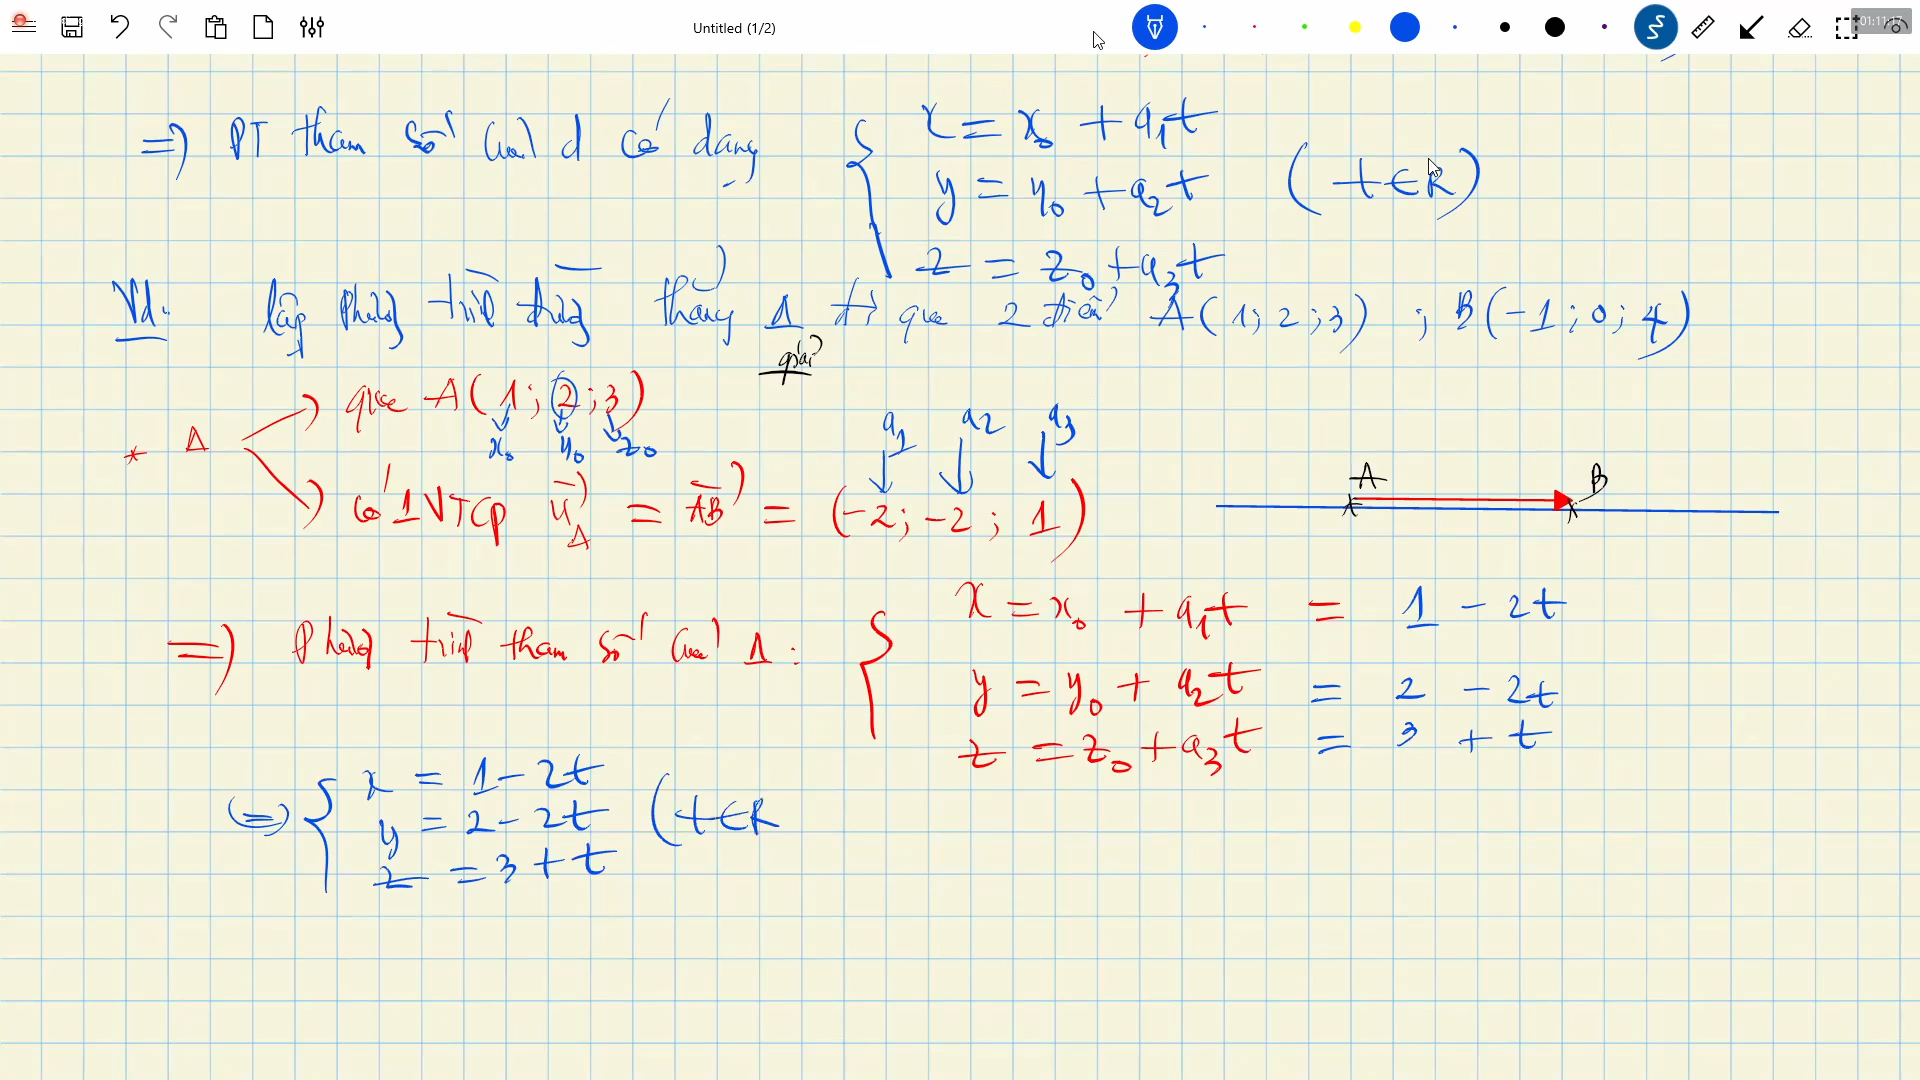 Untitled (1/2)
01:11:17
=) PT tham số của d có dạng { x = x₀ + a₁t
y = y₀ + a₂t (t ∈ R)
z = z₀ + a₃t
Vd: lập phương trình đường thẳng Δ đi qua 2 điểm A(1; 2; 3) ; B(-1; 0; 4)
giải
* Δ → qua A(1; 2; 3)
x₀ y₀ z₀
a₁ a₂ a₃
→ có 1 VTCP u⃗Δ = AB⃗ = (-2; -2; 1)
A B
=) Phương trình tham số của Δ : { x = x₀ + a₁t = 1 - 2t
y = y₀ + a₂t = 2 - 2t
z = z₀ + a₃t = 3 + t
(=) { x = 1 - 2t
y = 2 - 2t (t ∈ R
z = 3 + t